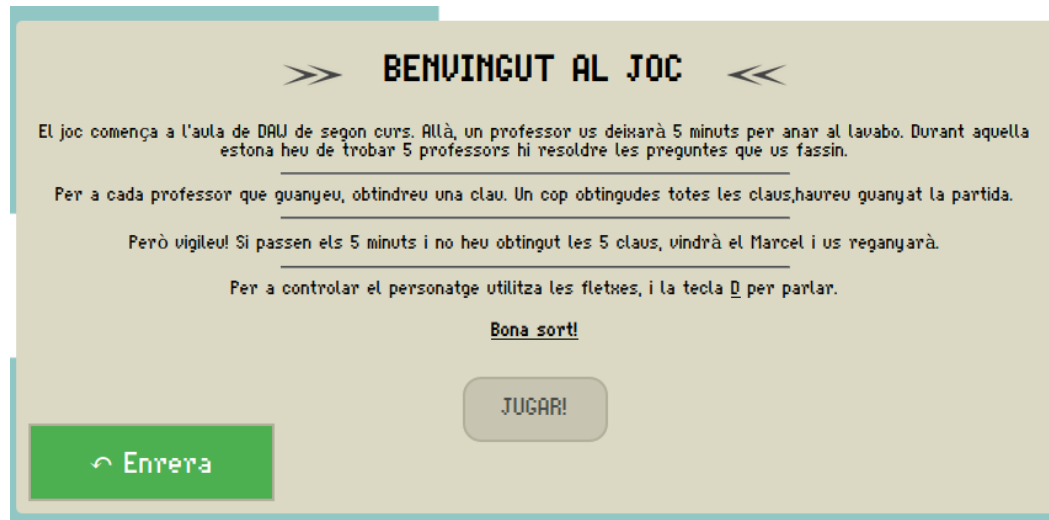 >> BENVINGUT AL JOC <<
El joc comença a l'aula de DAW de segon curs. Allà, un professor us deixarà 5 minuts per anar al lavabo. Durant aquella
estona heu de trobar 5 professors hi resoldre les preguntes que us fassin.
Per a cada professor que guanyeu, obtindreu una clau. Un cop obtingudes totes les claus,haureu guanyat la partida.
Però vigileu! Si passen els 5 minuts i no heu obtingut les 5 claus, vindrà el Marcel i us reganyarà.
Per a controlar el personatge utilitza les fletxes, i la tecla D per parlar.
Bona sort!
JUGAR!
↶ Enrera